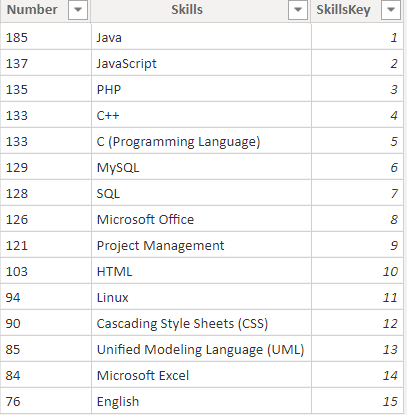 Number Skills SkillsKey
185 Java 1
137 JavaScript 2
135 PHP 3
133 C++ 4
133 C (Programming Language) 5
129 MySQL 6
128 SQL 7
126 Microsoft Office 8
121 Project Management 9
103 HTML 10
94 Linux 11
90 Cascading Style Sheets (CSS) 12
85 Unified Modeling Language (UML) 13
84 Microsoft Excel 14
76 English 15